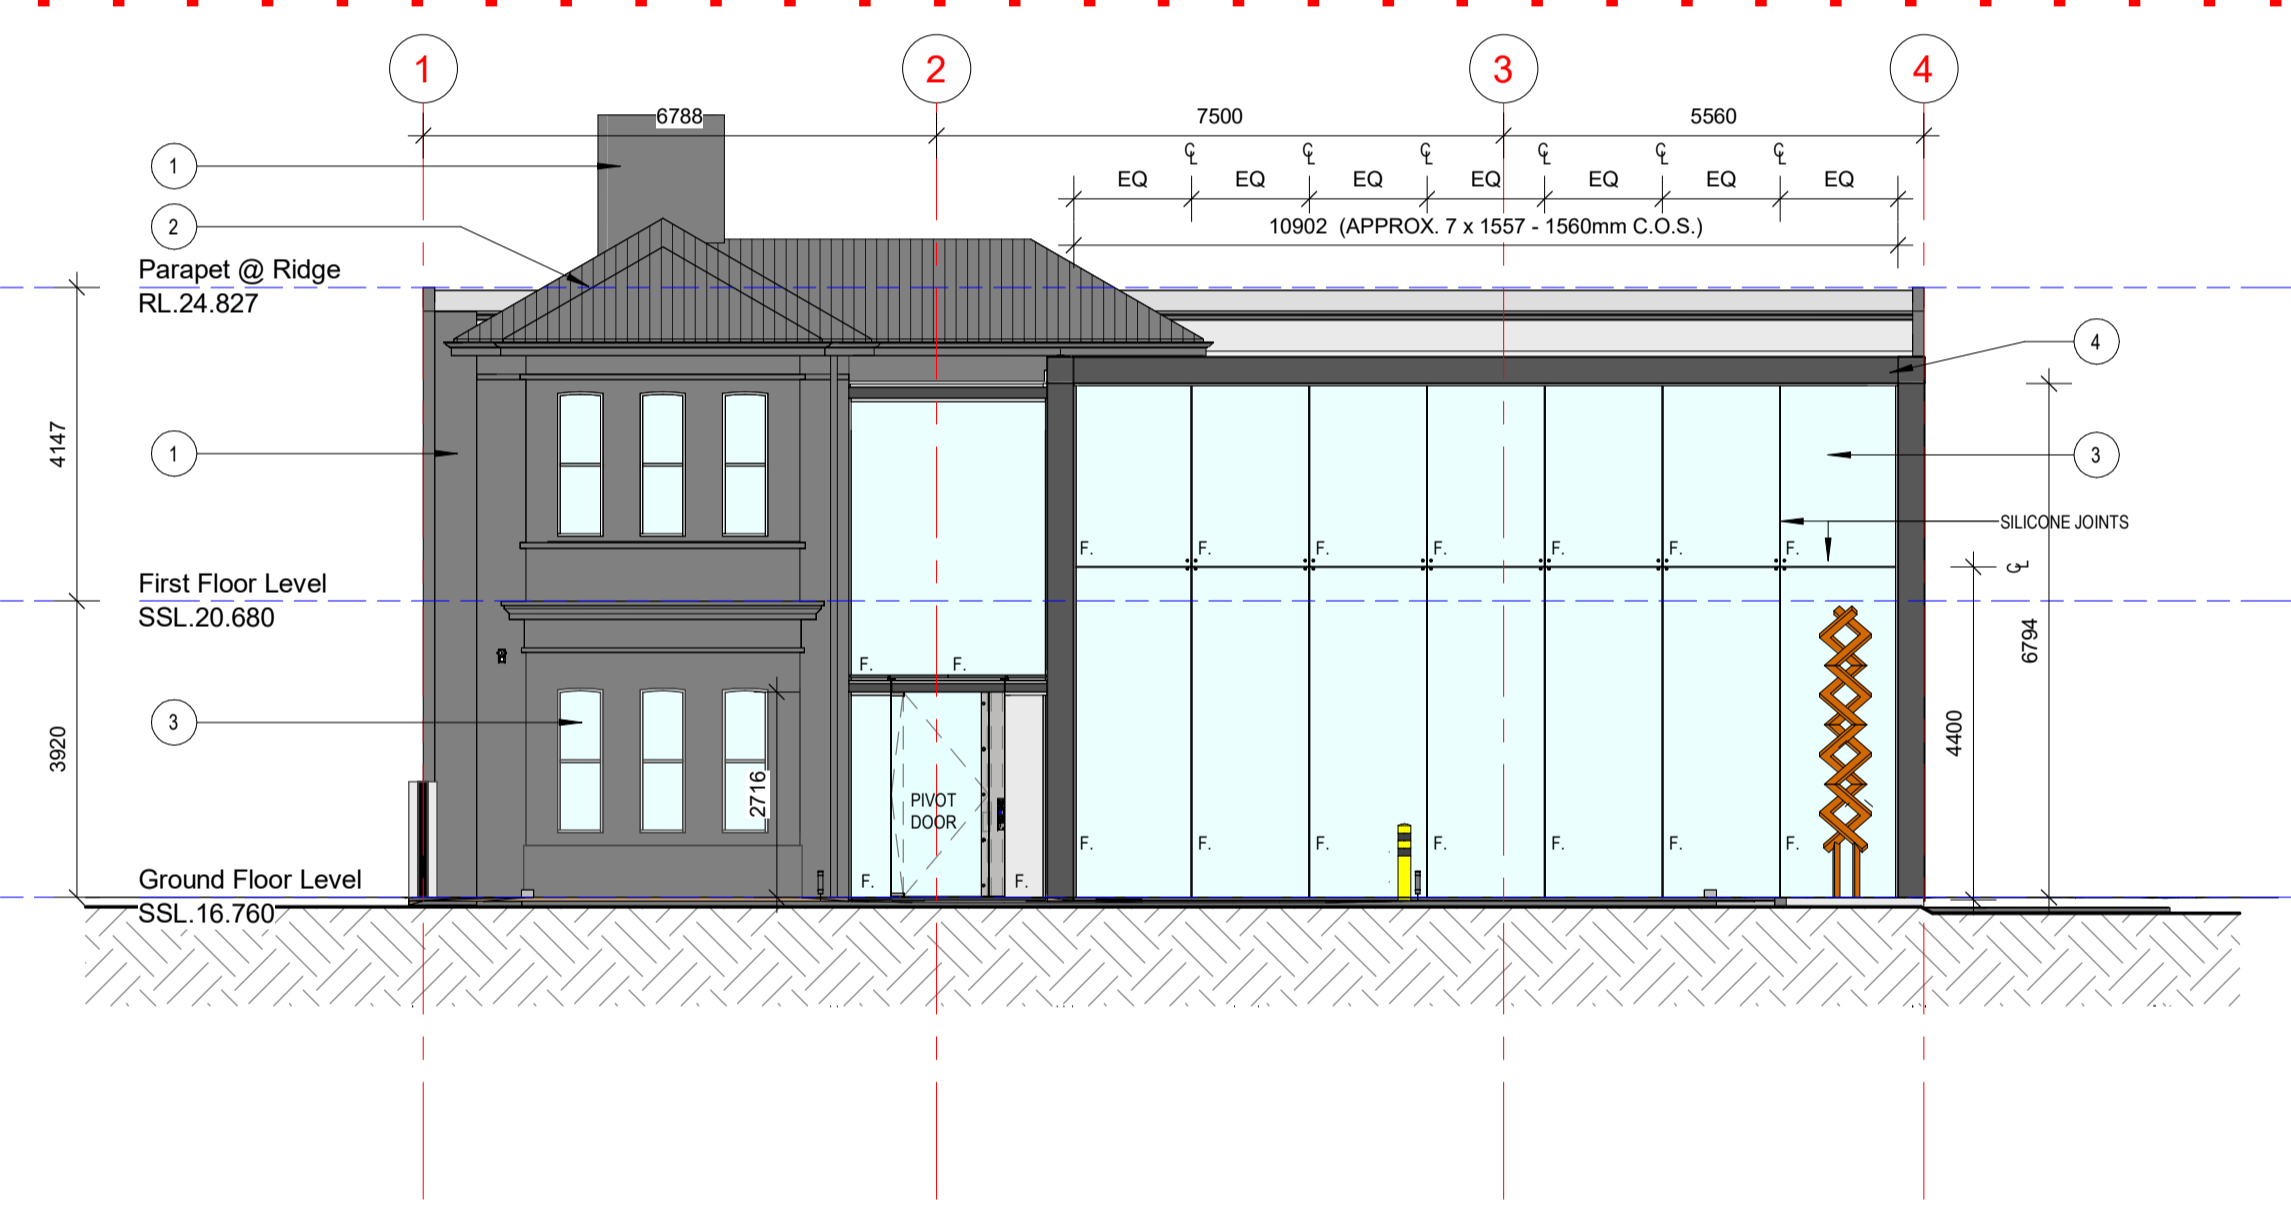 1
2
3
4
6788
7500
5560
℄
℄
℄
℄
℄
℄
EQ
EQ
EQ
EQ
EQ
EQ
EQ
10902 (APPROX. 7 x 1557 - 1560mm C.O.S.)
1
2
Parapet @ Ridge
RL.24.827
4
4147
1
3
SILICONE JOINTS
F.
F.
F.
F.
F.
F.
F.
℄
First Floor Level
SSL.20.680
6794
F.
F.
3
3920
4400
2716
PIVOT
DOOR
F.
F.
F.
F.
F.
F.
F.
F.
F.
Ground Floor Level
SSL.16.760